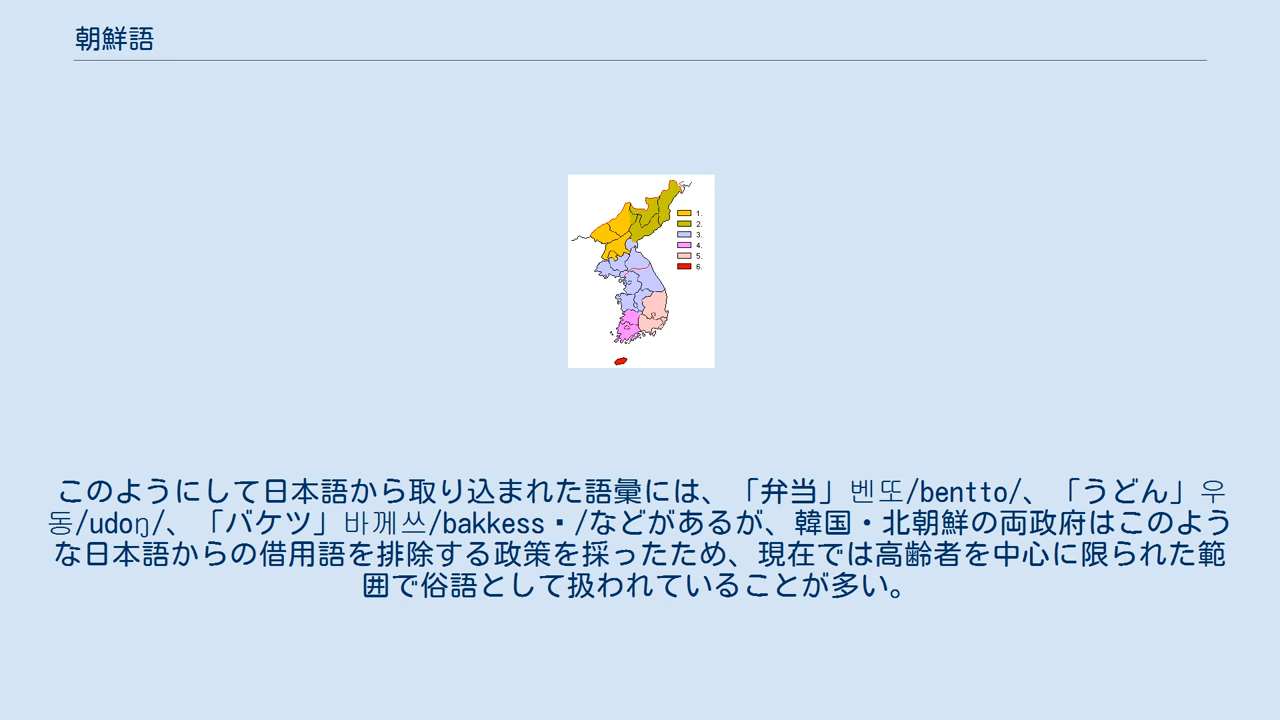 朝鮮語
1.
2.
3.
4.
5.
6.
このようにして日本語から取り込まれた語彙には、「弁当」벤또/bentto/、「うどん」우
동/udoŋ/、「バケツ」바께쓰/bakkess▪/などがあるが、韓国・北朝鮮の両政府はこのよう
な日本語からの借用語を排除する政策を採ったため、現在では高齢者を中心に限られた範
囲で俗語として扱われていることが多い。